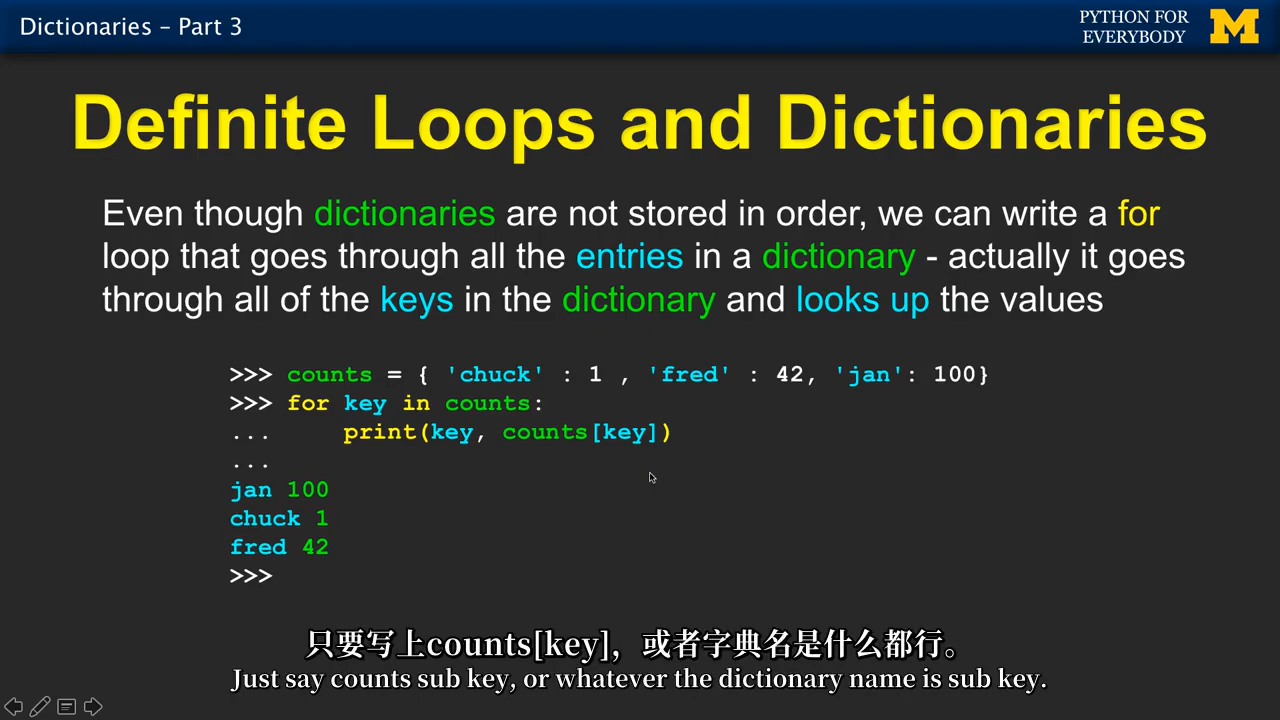 Dictionaries – Part 3
PYTHON FOR
EVERYBODY
M
Definite Loops and Dictionaries
Even though dictionaries are not stored in order, we can write a for
loop that goes through all the entries in a dictionary - actually it goes
through all of the keys in the dictionary and looks up the values
>>> counts = { 'chuck' : 1 , 'fred' : 42, 'jan': 100}
>>> for key in counts:
...     print(key, counts[key])
...
jan 100
chuck 1
fred 42
>>>
只要写上counts[key]，或者字典名是什么都行。
Just say counts sub key, or whatever the dictionary name is sub key.